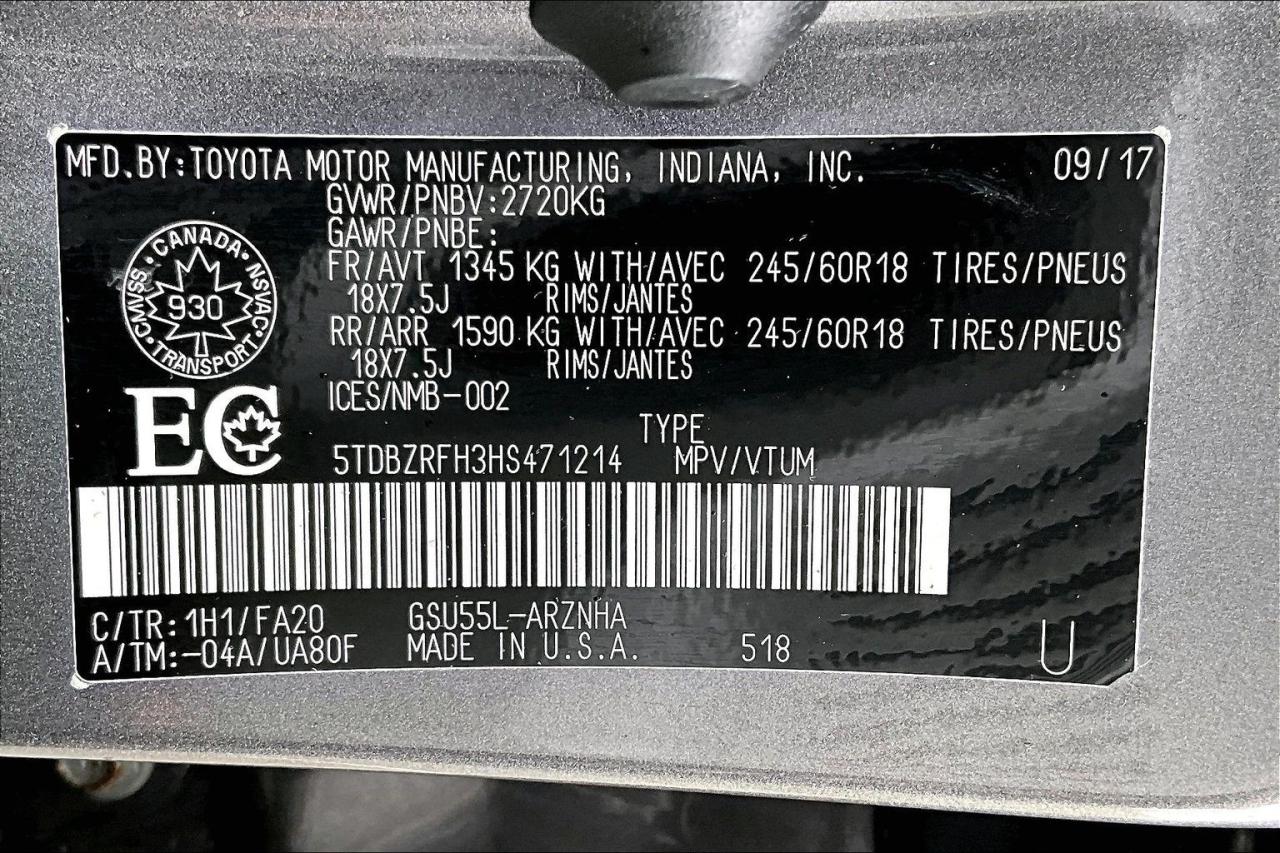 MFD.BY:TOYOTA MOTOR MANUFACTURING, INDIANA, INC. 09/17
GVWR/PNBV:2720KG
GAWR/PNBE:
FR/AVT 1345 KG WITH/AVEC 245/60R18 TIRES/PNEUS
18X7.5J RIMS/JANTES
RR/ARR 1590 KG WITH/AVEC 245/60R18 TIRES/PNEUS
18X7.5J RIMS/JANTES
ICES/NMB-002
CANADA · NSVAC · TRANSPORT · CMVSS ·
930
EC
TYPE
5TDBZRFH3HS471214 MPV/VTUM
C/TR:1H1/FA20 GSU55L-ARZNHA
A/TM:-04A/UA80F MADE IN U.S.A. 518 U